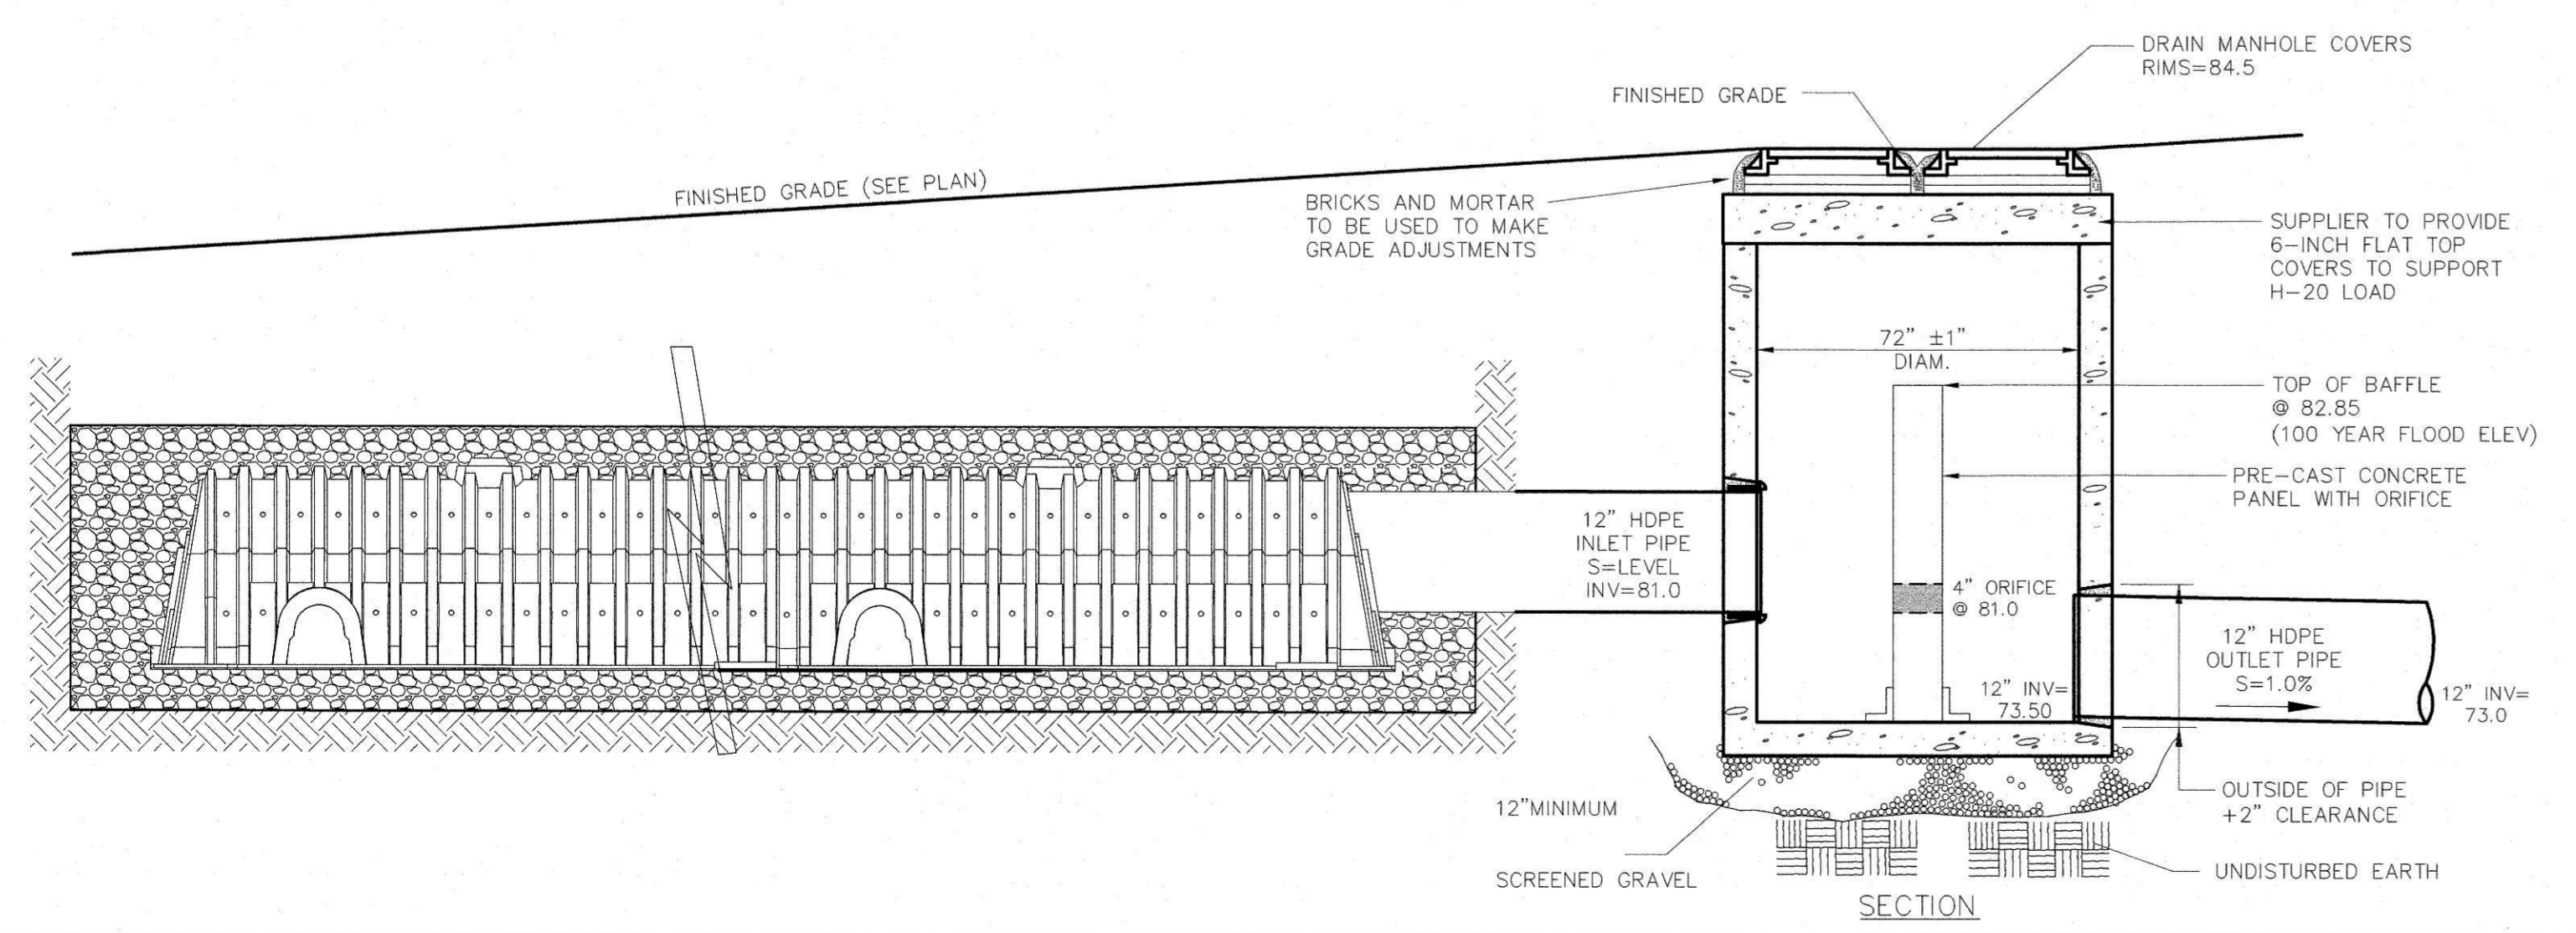 DRAIN MANHOLE COVERS
RIMS=84.5
FINISHED GRADE
FINISHED GRADE (SEE PLAN)
BRICKS AND MORTAR
TO BE USED TO MAKE
GRADE ADJUSTMENTS
SUPPLIER TO PROVIDE
6-INCH FLAT TOP
COVERS TO SUPPORT
H-20 LOAD
72" ±1"
DIAM.
TOP OF BAFFLE
@ 82.85
(100 YEAR FLOOD ELEV)
PRE-CAST CONCRETE
PANEL WITH ORIFICE
12" HDPE
INLET PIPE
S=LEVEL
INV=81.0
4" ORIFICE
@ 81.0
12" HDPE
OUTLET PIPE
S=1.0%
12" INV=
73.50
12" INV=
73.0
12"MINIMUM
SCREENED GRAVEL
OUTSIDE OF PIPE
+2" CLEARANCE
UNDISTURBED EARTH
SECTION